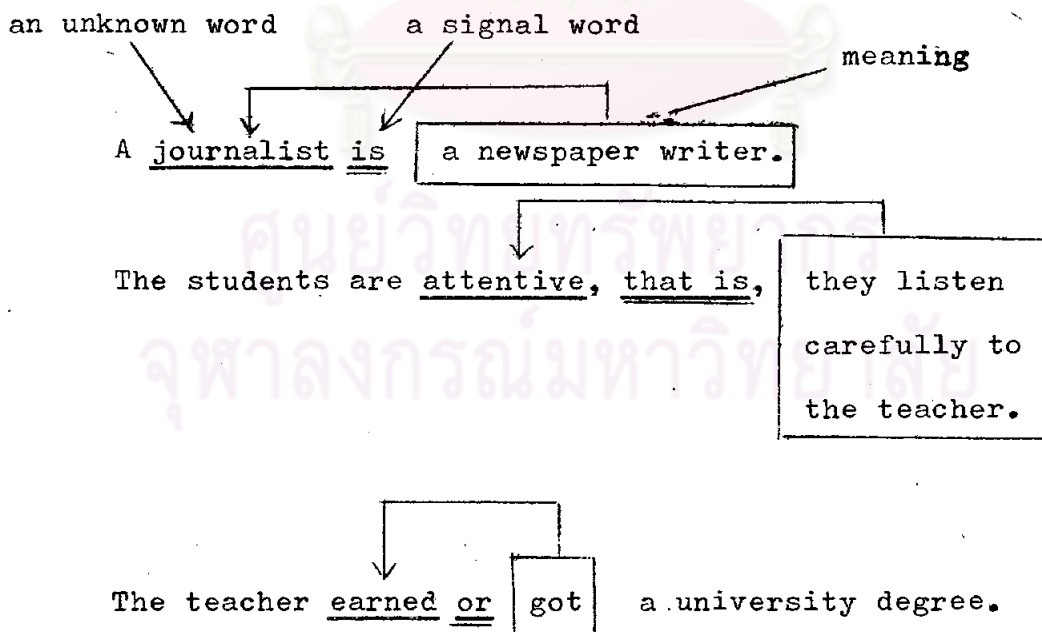 an unknown word a signal word
meaning
A journalist is a newspaper writer.
ศูนย์วิทยทรัพยากร
The students are attentive, that is, they listen
carefully to
จุฬาลงกรณ์มหาวิทยาลัย
the teacher.
The teacher earned or got a university degree.